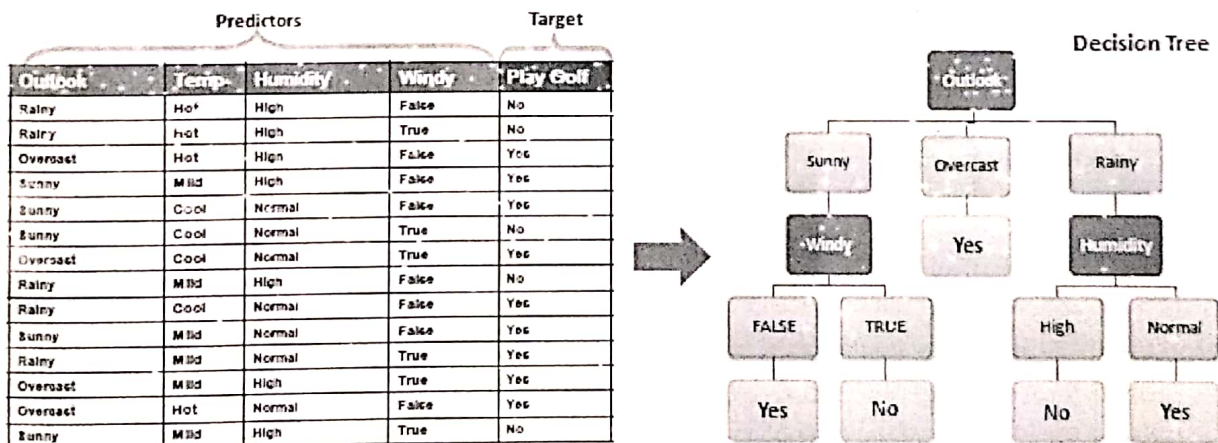 Predictors
Target
Outlook Temp. Humidity Windy Play Golf
Rainy Hot High False No
Rainy Hot High True No
Overcast Hot High False Yes
Sunny Mild High False Yes
Sunny Cool Normal False Yes
Sunny Cool Normal True No
Overcast Cool Normal True Yes
Rainy Mild High False No
Rainy Cool Normal False Yes
Sunny Mild Normal False Yes
Rainy Mild Normal True Yes
Overcast Mild High True Yes
Overcast Hot Normal False Yes
Sunny Mild High True No
Decision Tree
Outlook
Sunny Overcast Rainy
Windy Yes Humidity
FALSE TRUE High Normal
Yes No No Yes